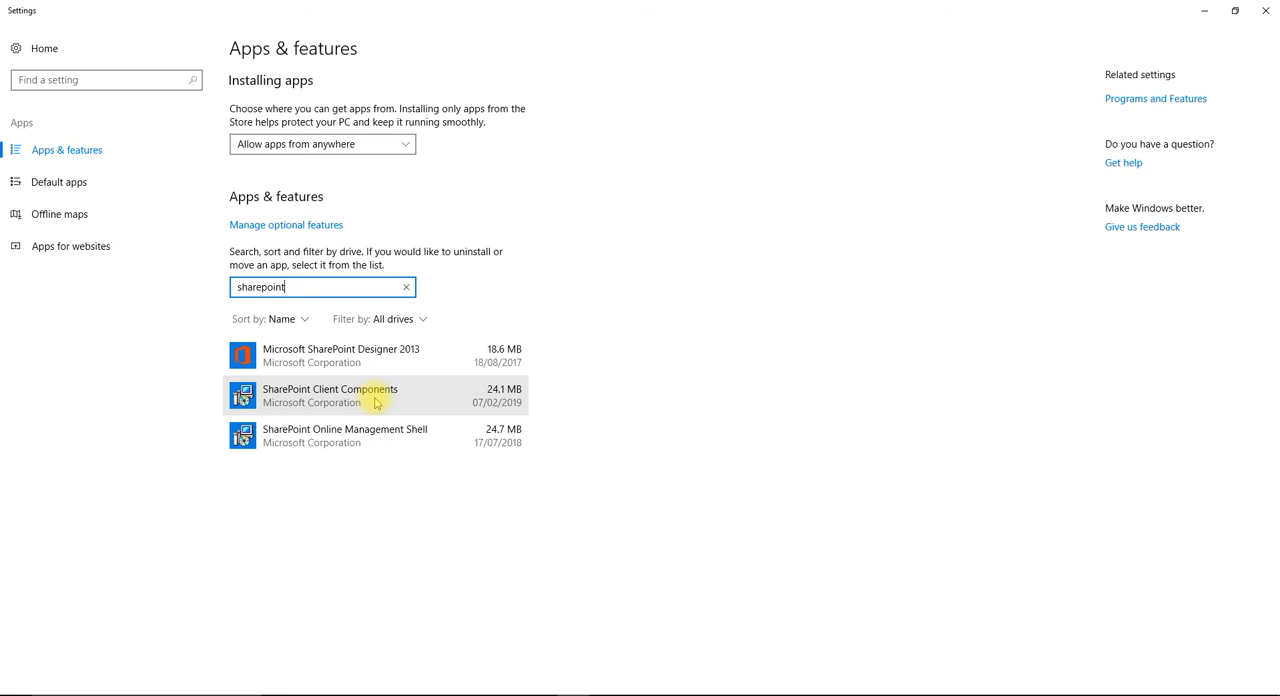 Settings
Home
Find a setting
Apps
Apps & features
Default apps
Offline maps
Apps for websites
Apps & features
Installing apps
Choose where you can get apps from. Installing only apps from the
Store helps protect your PC and keep it running smoothly.
Allow apps from anywhere
Apps & features
Manage optional features
Search, sort and filter by drive. If you would like to uninstall or
move an app, select it from the list.
sharepoint
Sort by: Name Filter by: All drives
Microsoft SharePoint Designer 2013 18.6 MB
Microsoft Corporation 18/08/2017
SharePoint Client Components 24.1 MB
Microsoft Corporation 07/02/2019
SharePoint Online Management Shell 24.7 MB
Microsoft Corporation 17/07/2018
Related settings
Programs and Features
Do you have a question?
Get help
Make Windows better.
Give us feedback